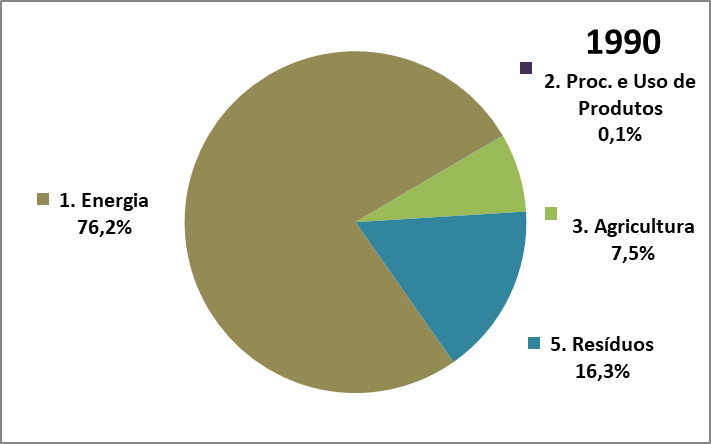 1990
2. Proc. e Uso de
Produtos
0,1%
1. Energia
76,2%
3. Agricultura
7,5%
5. Resíduos
16,3%